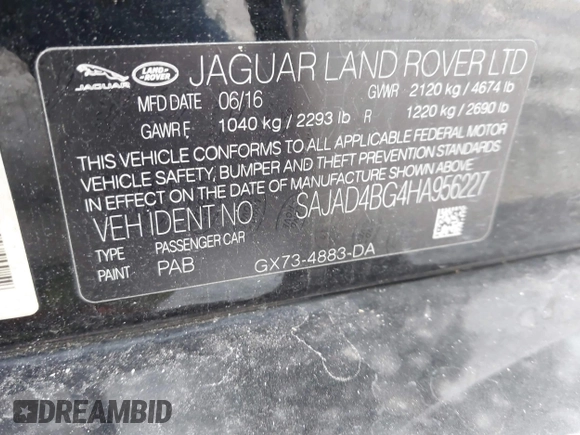 JAGUAR LAND-ROVER JAGUAR LAND ROVER LTD
MFD DATE 06/16 GVWR 2120 kg / 4674 lb
GAWR F 1040 kg / 2293 lb R 1220 kg / 2690 lb
THIS VEHICLE CONFORMS TO ALL APPLICABLE FEDERAL MOTOR
VEHICLE SAFETY, BUMPER AND THEFT PREVENTION STANDARDS
IN EFFECT ON THE DATE OF MANUFACTURE SHOWN ABOVE.
VEH IDENT NO SAJAD4BG4HA956227
TYPE PASSENGER CAR
PAINT PAB GX73-4883-DA
DREAMBID